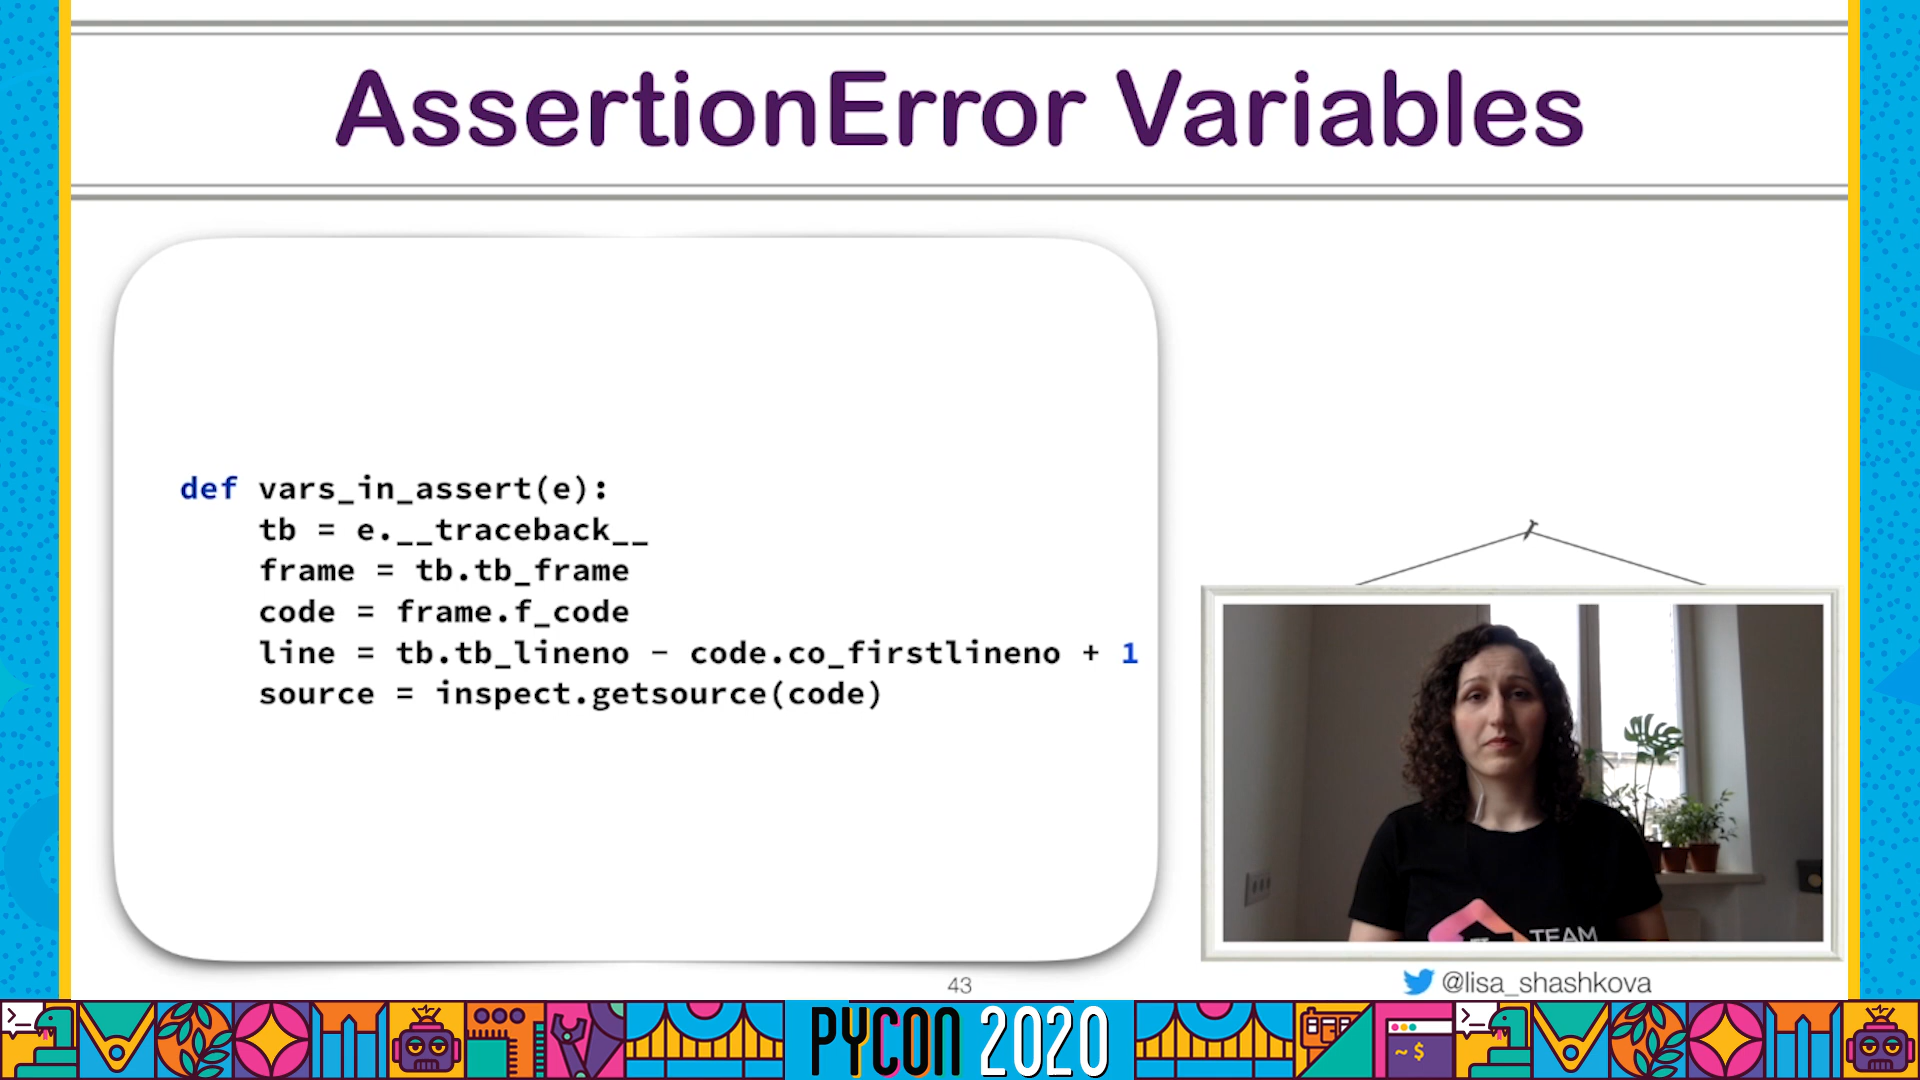 AssertionError Variables
def vars_in_assert(e):
tb = e.__traceback__
frame = tb.tb_frame
code = frame.f_code
line = tb.tb_lineno - code.co_firstlineno + 1
source = inspect.getsource(code)
TEAM
43
@lisa_shashkova
>_
PYCON 2020
~ $
>_